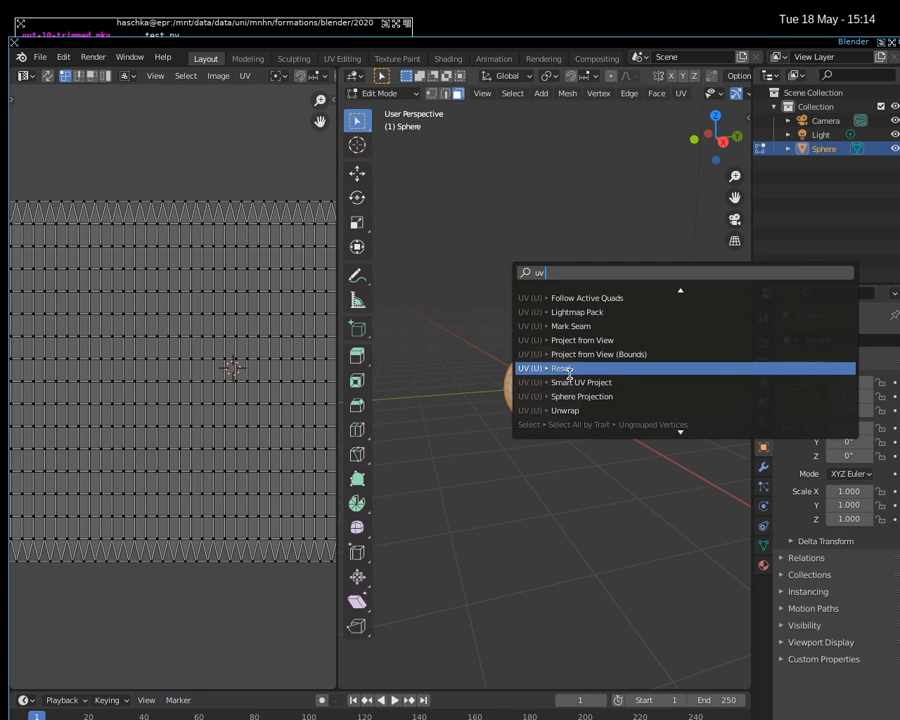 Tue 18 May - 15:14
haschka@epr:/mnt/data/data/uni/mnhn/formations/blender/2020
out-10-trimmed.mkv test.py
Blender
File Edit Render Window Help
Layout Modeling Sculpting UV Editing Texture Paint Shading Animation Rendering Compositing
Scene
View Layer
View Select Image UV
Global
X Y Z
Option
Edit Mode
View Select Add Mesh Vertex Edge Face UV
User Perspective
(1) Sphere
Z
Y
X
Scene Collection
Collection
Camera
Light
Sphere
uv
UV (U) ▸ Follow Active Quads
UV (U) ▸ Lightmap Pack
UV (U) ▸ Mark Seam
UV (U) ▸ Project from View
UV (U) ▸ Project from View (Bounds)
UV (U) ▸ Reset
UV (U) ▸ Smart UV Project
UV (U) ▸ Sphere Projection
UV (U) ▸ Unwrap
Select ▸ Select All by Trait ▸ Ungrouped Vertices
Y 0°
Z 0°
Mode XYZ Euler
Scale X 1.000
Y 1.000
Z 1.000
Delta Transform
Relations
Collections
Instancing
Motion Paths
Visibility
Viewport Display
Custom Properties
Playback Keying View Marker
1
Start 1
End 250
1 20 40 60 80 100 120 140 160 180 200 220 240